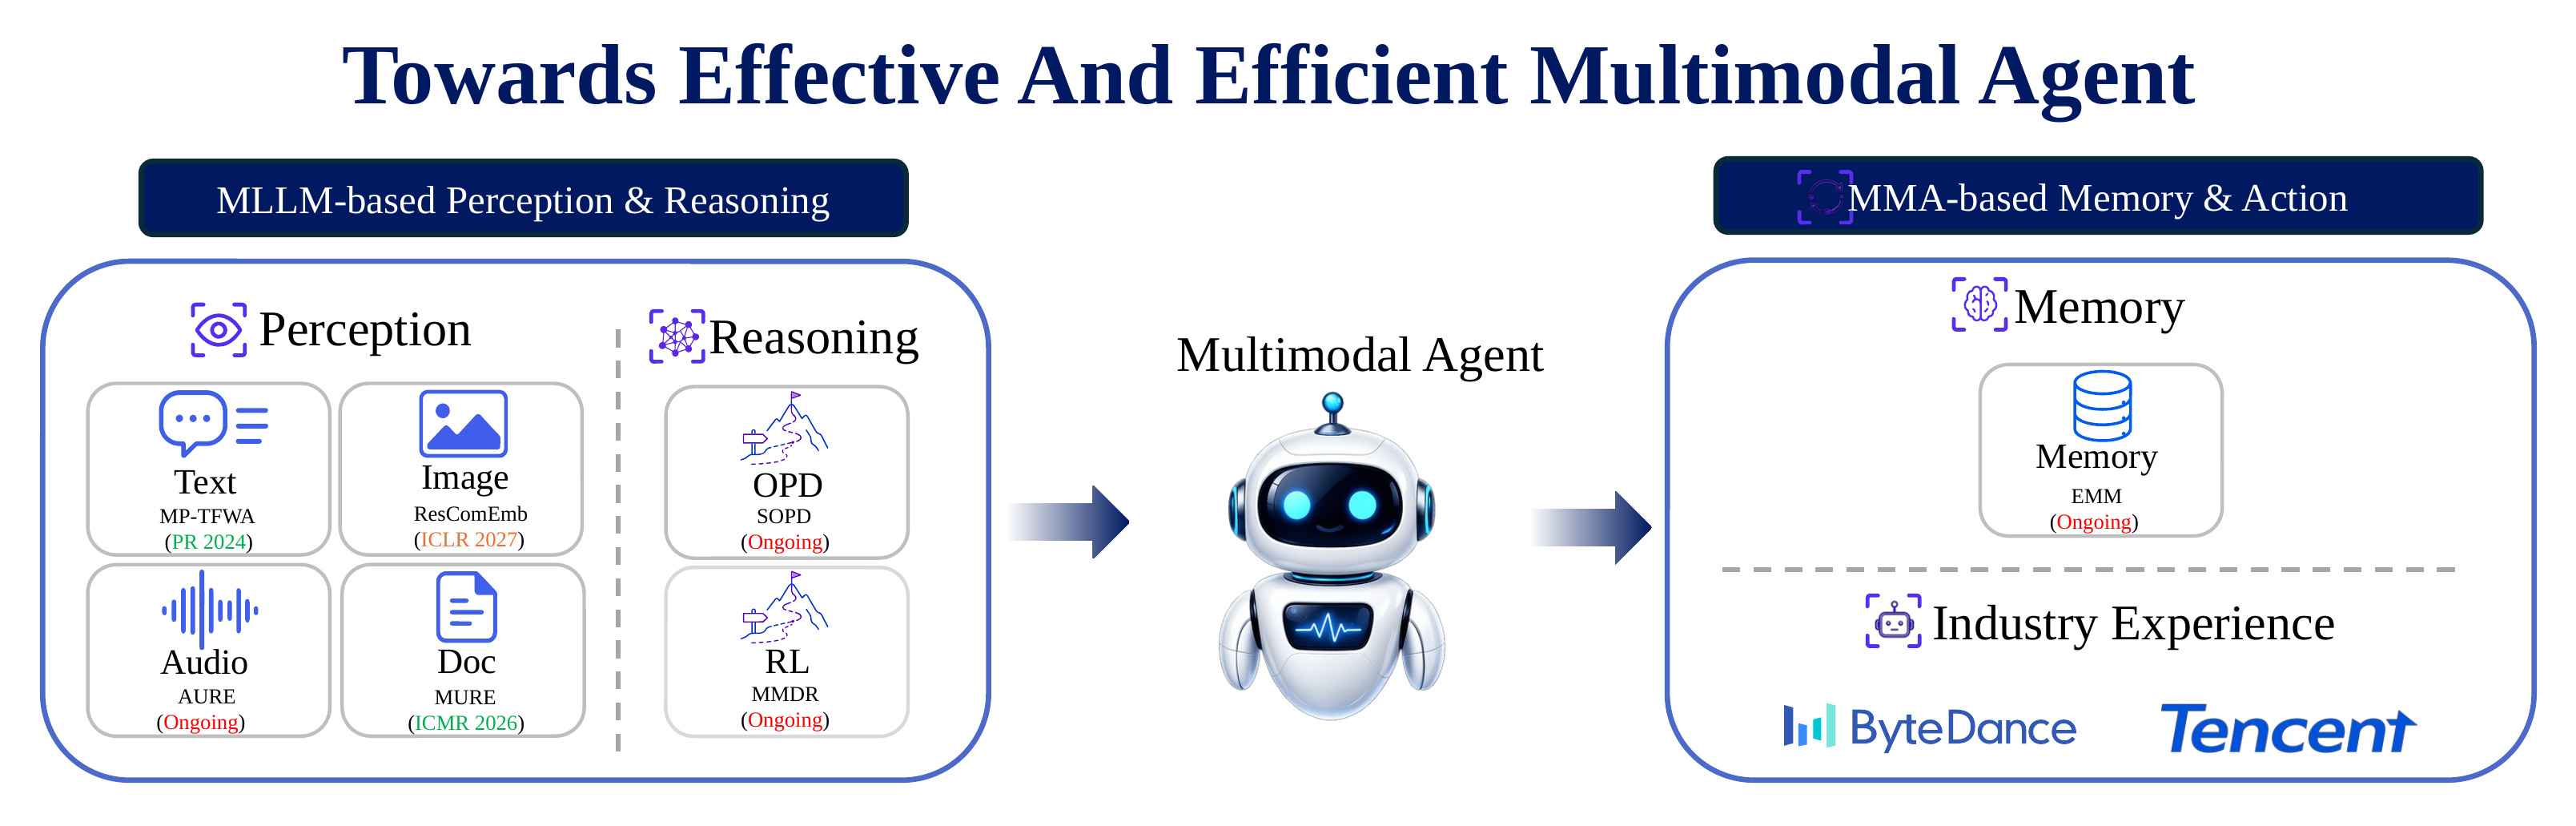 Towards Effective And Efficient Multimodal Agent
MLLM-based Perception & Reasoning
MMA-based Memory & Action
Perception
Reasoning
Text
MP-TFWA
(PR 2024)
Image
ResComEmb
(ICLR 2027)
Audio
AURE
(Ongoing)
Doc
MURE
(ICMR 2026)
OPD
SOPD
(Ongoing)
RL
MMDR
(Ongoing)
Multimodal Agent
Memory
Memory
EMM
(Ongoing)
Industry Experience
ByteDance
Tencent